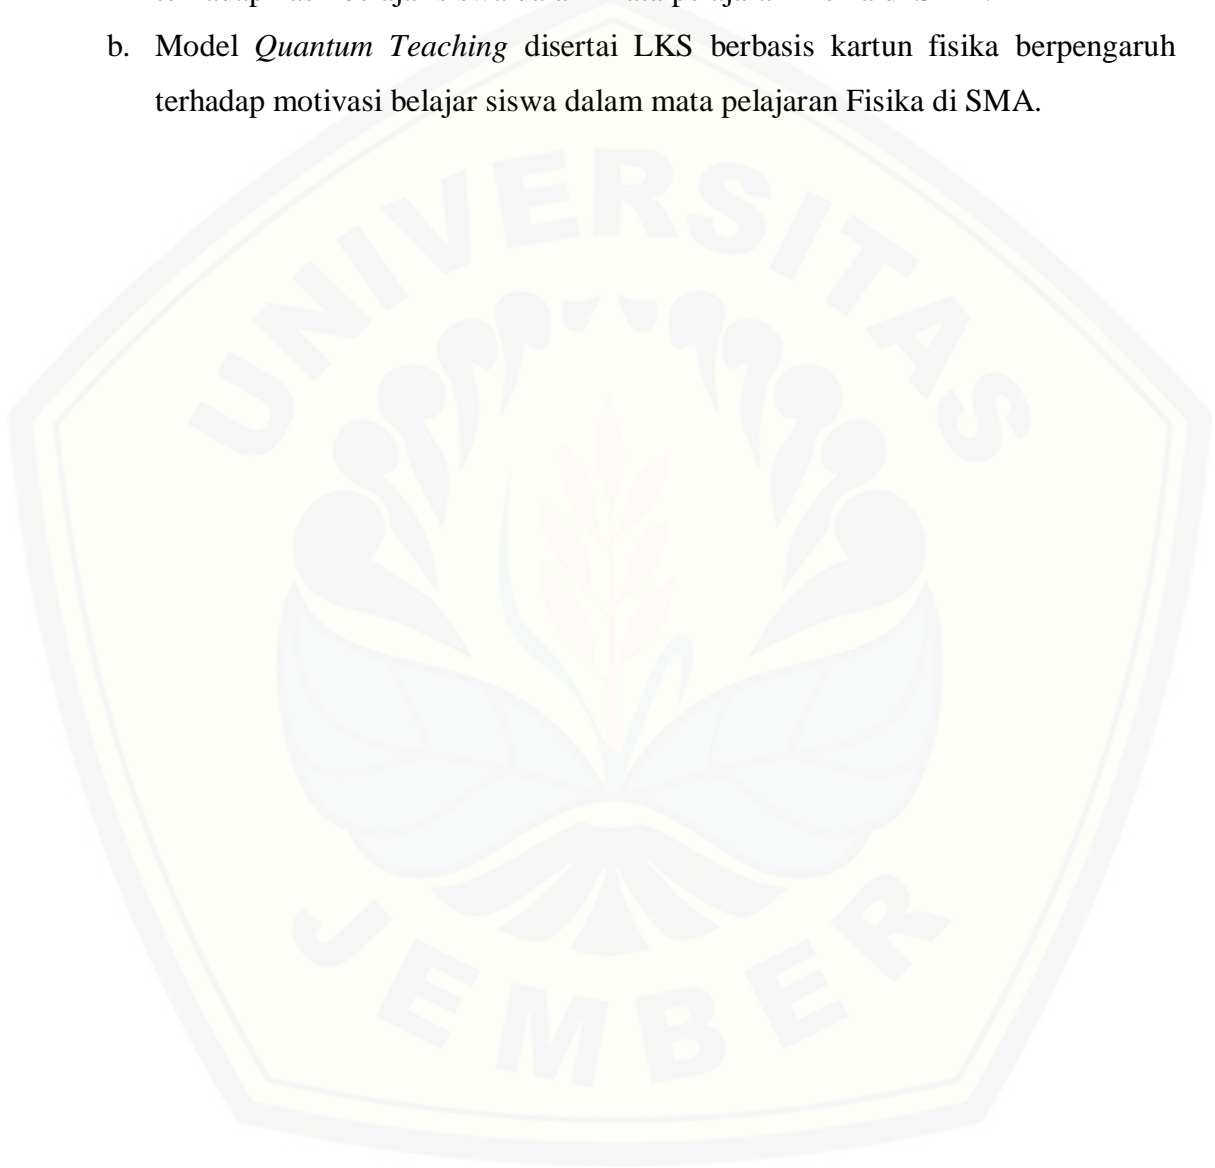 b. Model Quantum Teaching disertai LKS berbasis kartun fisika berpengaruh
terhadap motivasi belajar siswa dalam mata pelajaran Fisika di SMA.
UNIVERSITAS
JEMBER